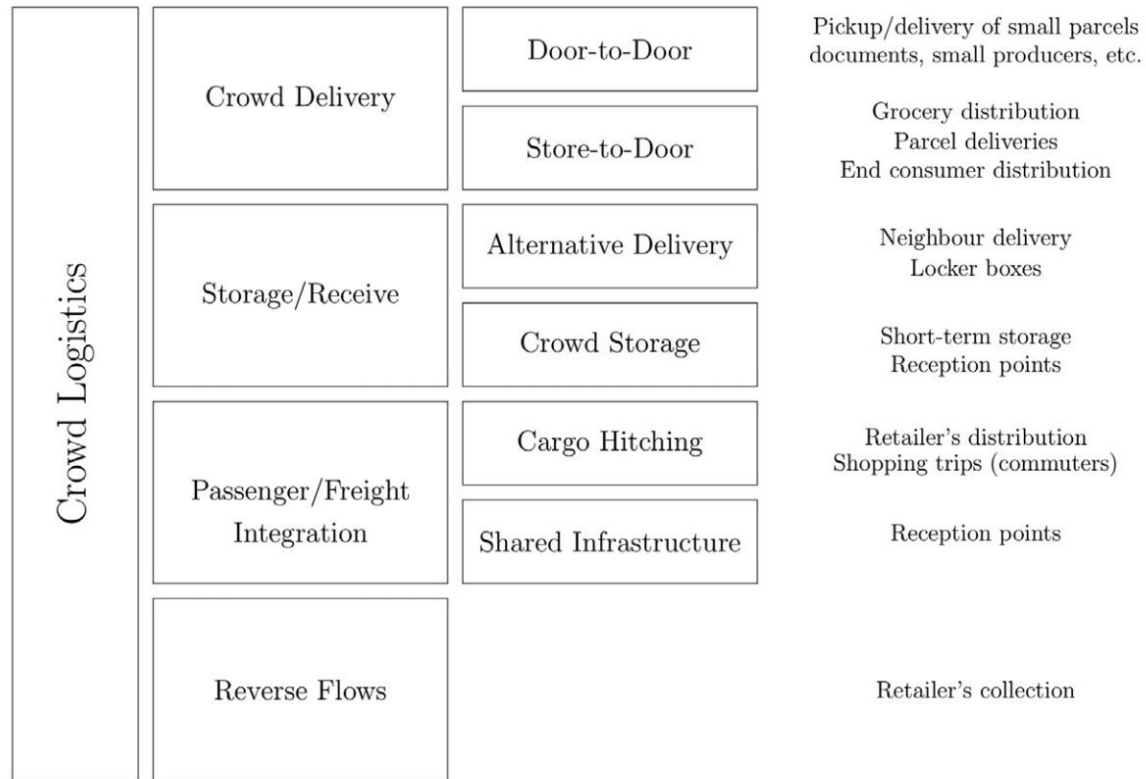 Crowd Logistics
Crowd Delivery
Door-to-Door
Pickup/delivery of small parcels
documents, small producers, etc.
Store-to-Door
Grocery distribution
Parcel deliveries
End consumer distribution
Storage/Receive
Alternative Delivery
Neighbour delivery
Locker boxes
Crowd Storage
Short-term storage
Reception points
Passenger/Freight
Integration
Cargo Hitching
Retailer's distribution
Shopping trips (commuters)
Shared Infrastructure
Reception points
Reverse Flows
Retailer's collection